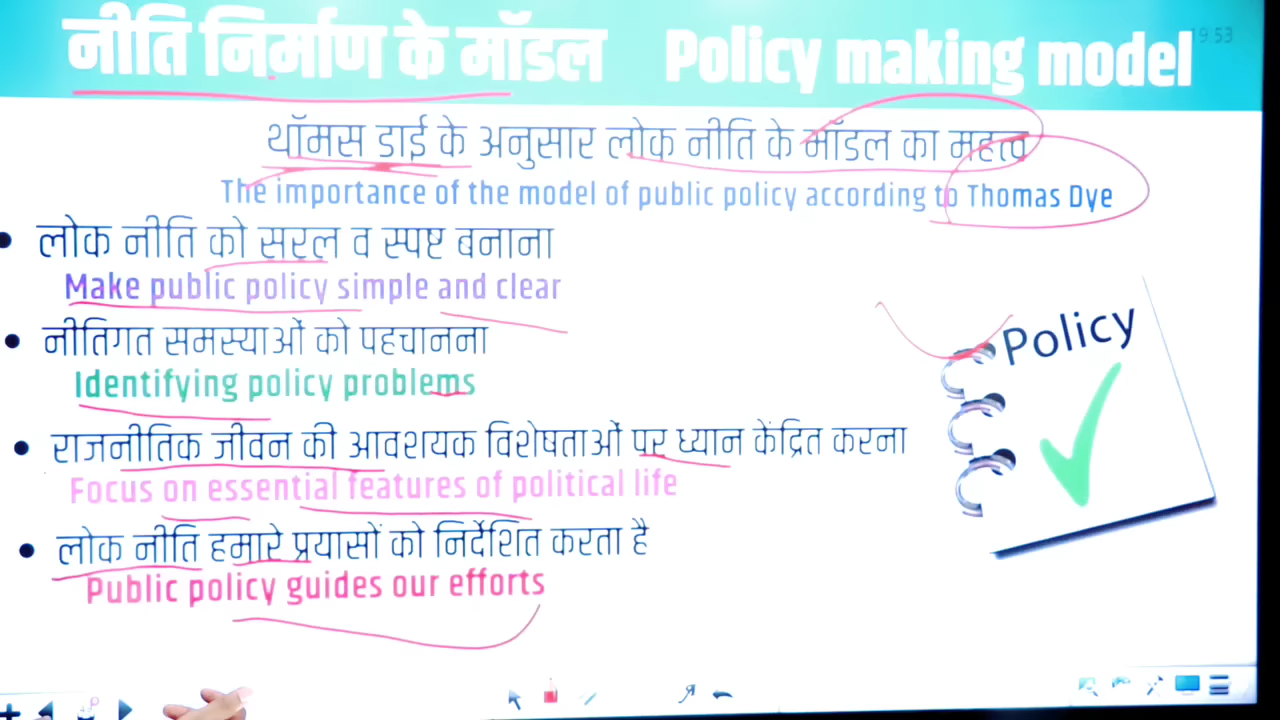 नीति निर्माण के मॉडल Policy making model
9 53
थॉमस डाई के अनुसार लोक नीति के मॉडल का महत्व
The importance of the model of public policy according to Thomas Dye
लोक नीति को सरल व स्पष्ट बनाना
Make public policy simple and clear
नीतिगत समस्याओं को पहचानना
Identifying policy problems
राजनीतिक जीवन की आवशयक विशेषताओं पर ध्यान केंद्रित करना
Focus on essential features of political life
लोक नीति हमारे प्रयासों को निर्देशित करता है
Public policy guides our efforts
Policy